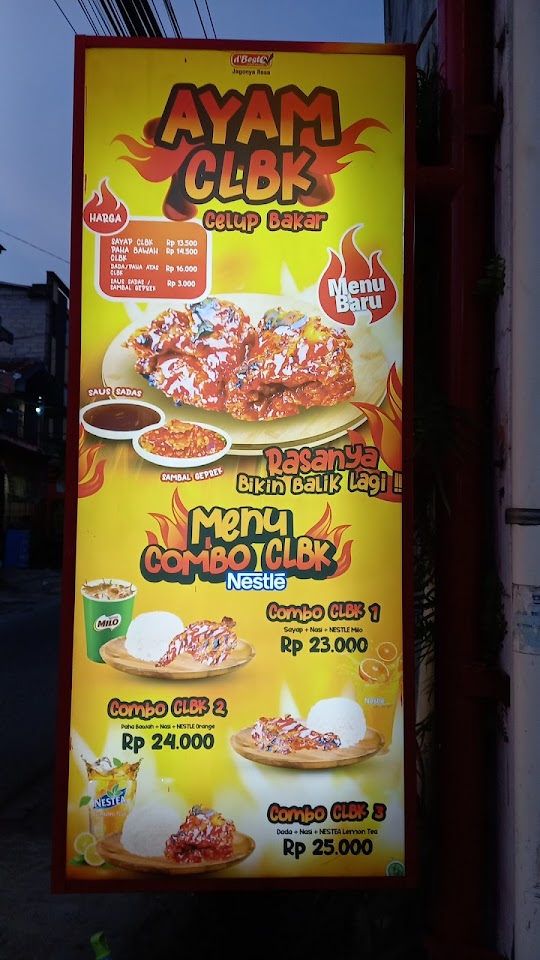 d'Besto
Jagonya Rasa
AYAM
CLBK
Celup Bakar
HARGA
SAYAP CLBK Rp 13.500
PAHA BAWAH CLBK Rp 14.500
DADA/PAHA ATAS CLBK Rp 16.000
SAUS SADAS / SAMBAL GEPREK Rp 3.000
Menu
Baru
SAUS SADAS
SAMBAL GEPREK
Rasanya
Bikin Balik Lagi !!
Menu
COMBO CLBK
Nestlé
MILO
Combo CLBK 1
Sayap + Nasi + NESTLE Milo
Rp 23.000
Nestlé
Combo CLBK 2
Paha Bawah + Nasi + NESTLE Orange
Rp 24.000
NESTEA
Combo CLBK 3
Dada + Nasi + NESTEA Lemon Tea
Rp 25.000